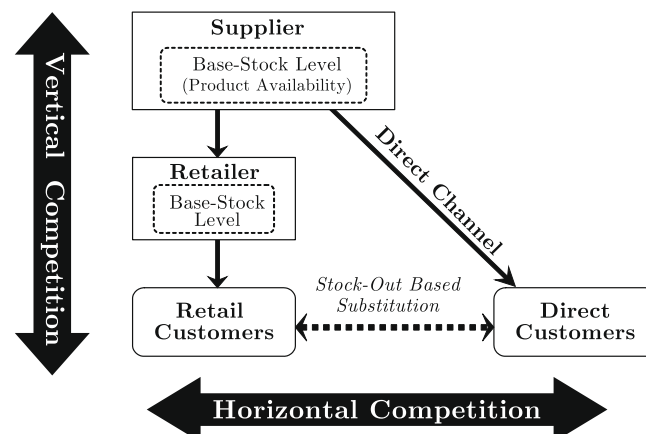 Supplier
Base-Stock Level
(Product Availability)
Vertical Competition
Direct Channel
Retailer
Base-Stock
Level
Stock-Out Based
Substitution
Retail
Customers
Direct
Customers
Horizontal Competition